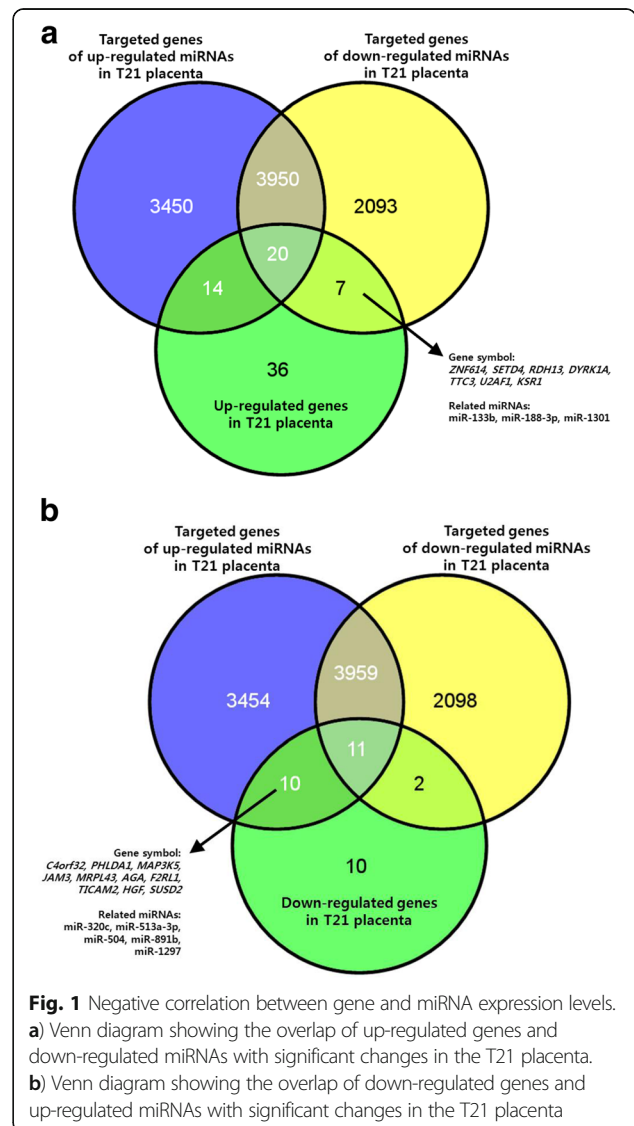 a
Targeted genes
of up-regulated miRNAs
in T21 placenta
Targeted genes
of down-regulated miRNAs
in T21 placenta
3450
3950
2093
20
14
7
36
Up-regulated genes
in T21 placenta
Gene symbol:
ZNF614, SETD4, RDH13, DYRK1A,
TTC3, U2AF1, KSR1
Related miRNAs:
miR-133b, miR-188-3p, miR-1301
b
Targeted genes
of up-regulated miRNAs
in T21 placenta
Targeted genes
of down-regulated miRNAs
in T21 placenta
3454
3959
2098
11
10
2
10
Down-regulated genes
in T21 placenta
Gene symbol:
C4orf32, PHLDA1, MAP3K5,
JAM3, MRPL43, AGA, F2RL1,
TICAM2, HGF, SUSD2
Related miRNAs:
miR-320c, miR-513a-3p,
miR-504, miR-891b,
miR-1297
Fig. 1 Negative correlation between gene and miRNA expression levels.
a) Venn diagram showing the overlap of up-regulated genes and
down-regulated miRNAs with significant changes in the T21 placenta.
b) Venn diagram showing the overlap of down-regulated genes and
up-regulated miRNAs with significant changes in the T21 placenta